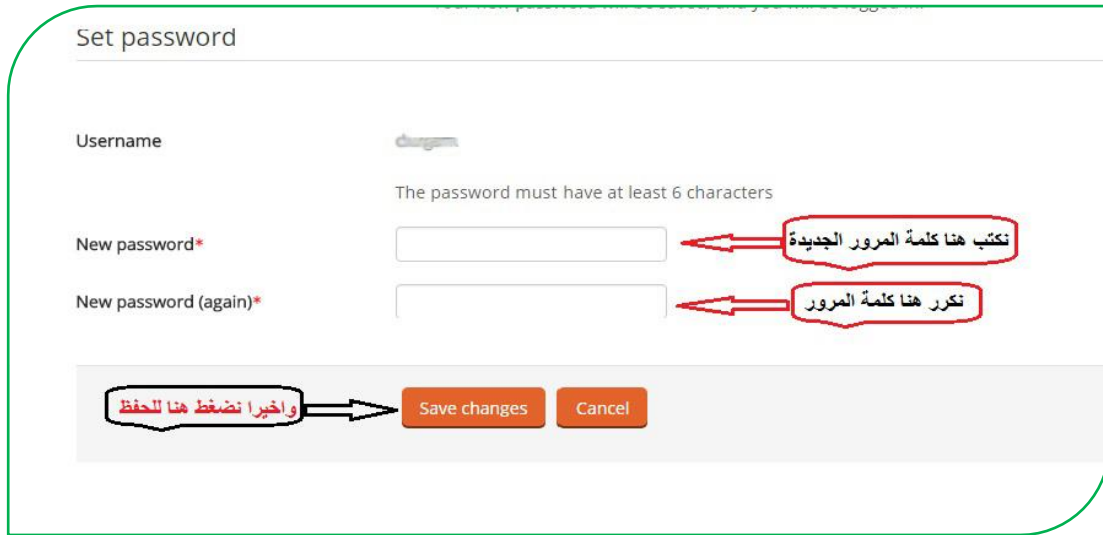 Set password
Username
The password must have at least 6 characters
New password*
نكتب هنا كلمة المرور الجديدة
New password (again)*
نكرر هنا كلمة المرور
واخيرا نضغط هنا للحفظ
Save changes
Cancel